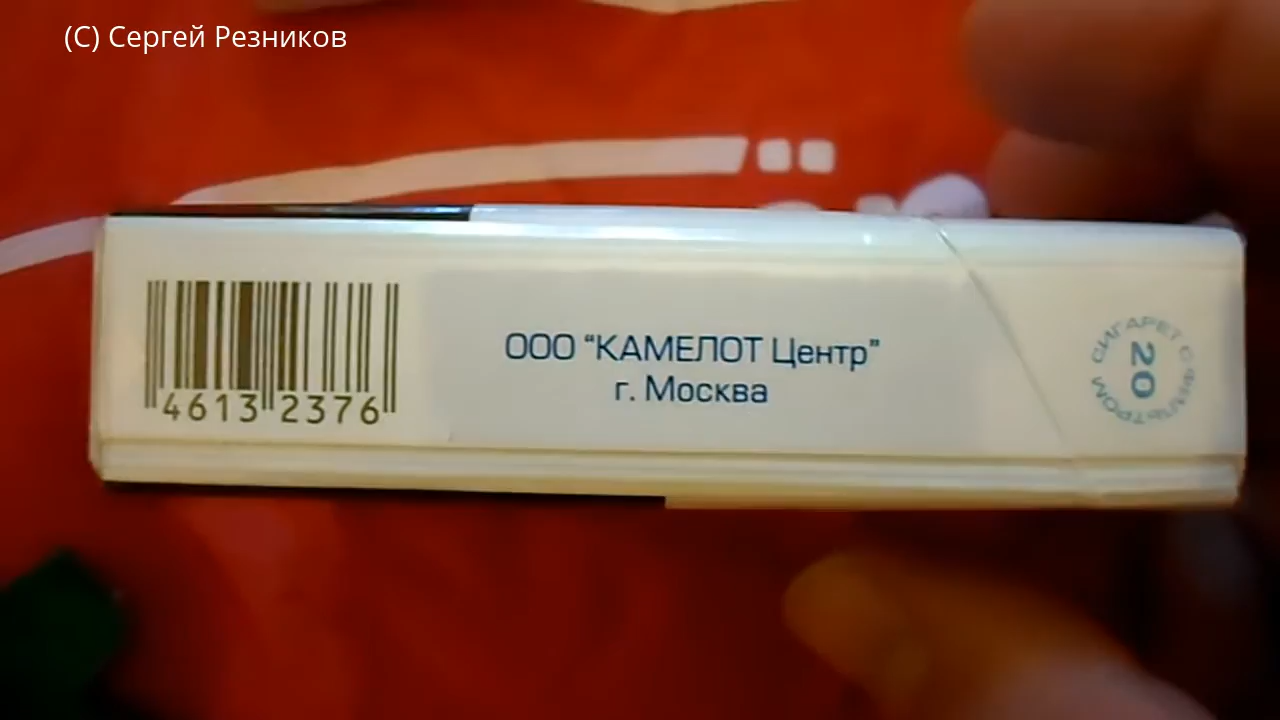 (C) Сергей Резников
ООО “КАМЕЛОТ Центр”
г. Москва
4613 2376
20
СИГАРЕТ С ФИЛЬТРОМ